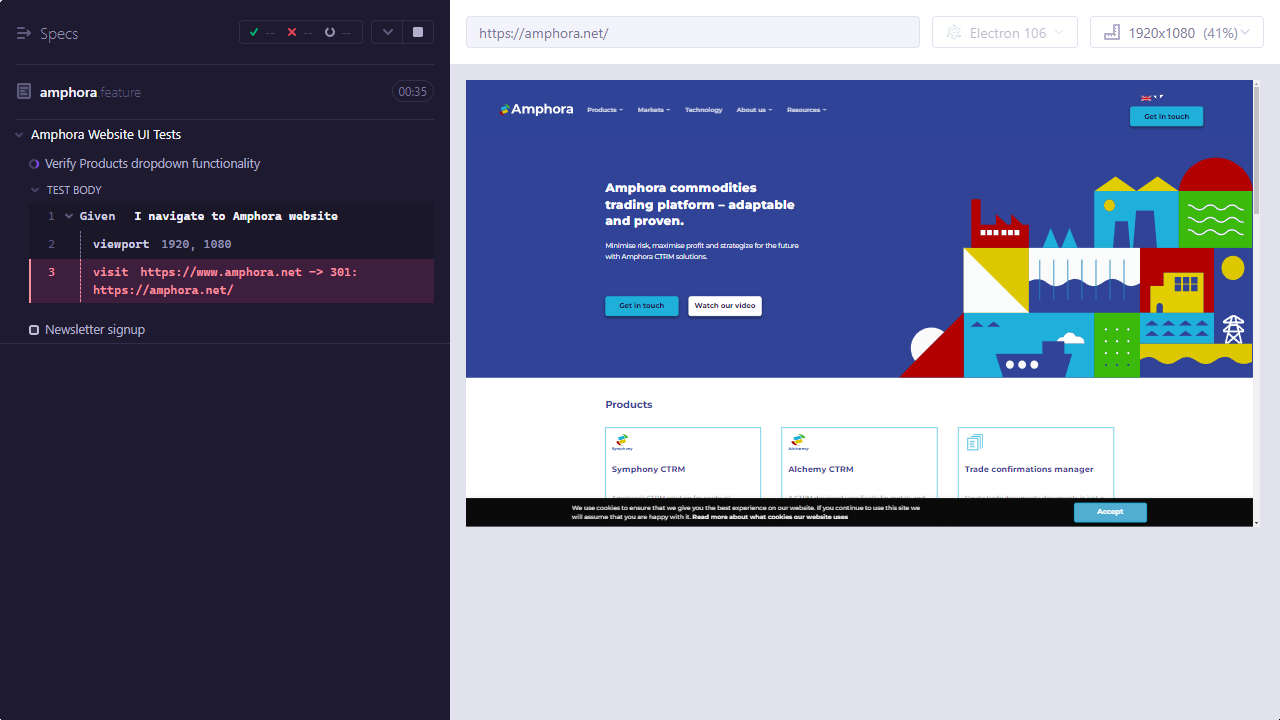 Specs
--
--
--
amphora.feature
00:35
Amphora Website UI Tests
Verify Products dropdown functionality
TEST BODY
1 Given I navigate to Amphora website
2 viewport 1920, 1080
3 visit https://www.amphora.net -> 301:
https://amphora.net/
Newsletter signup
https://amphora.net/
Electron 106
1920x1080 (41%)
Amphora
Products
Markets
Technology
About us
Resources
Get in touch
Amphora commodities
trading platform – adaptable
and proven.
Minimise risk, maximise profit and strategize for the future
with Amphora CTRM solutions.
Get in touch
Watch our video
Products
Symphony
Alchemy
Symphony CTRM
Alchemy CTRM
Trade confirmations manager
We use cookies to ensure that we give you the best experience on our website. If you continue to use this site we
will assume that you are happy with it. Read more about what cookies our website uses
Accept